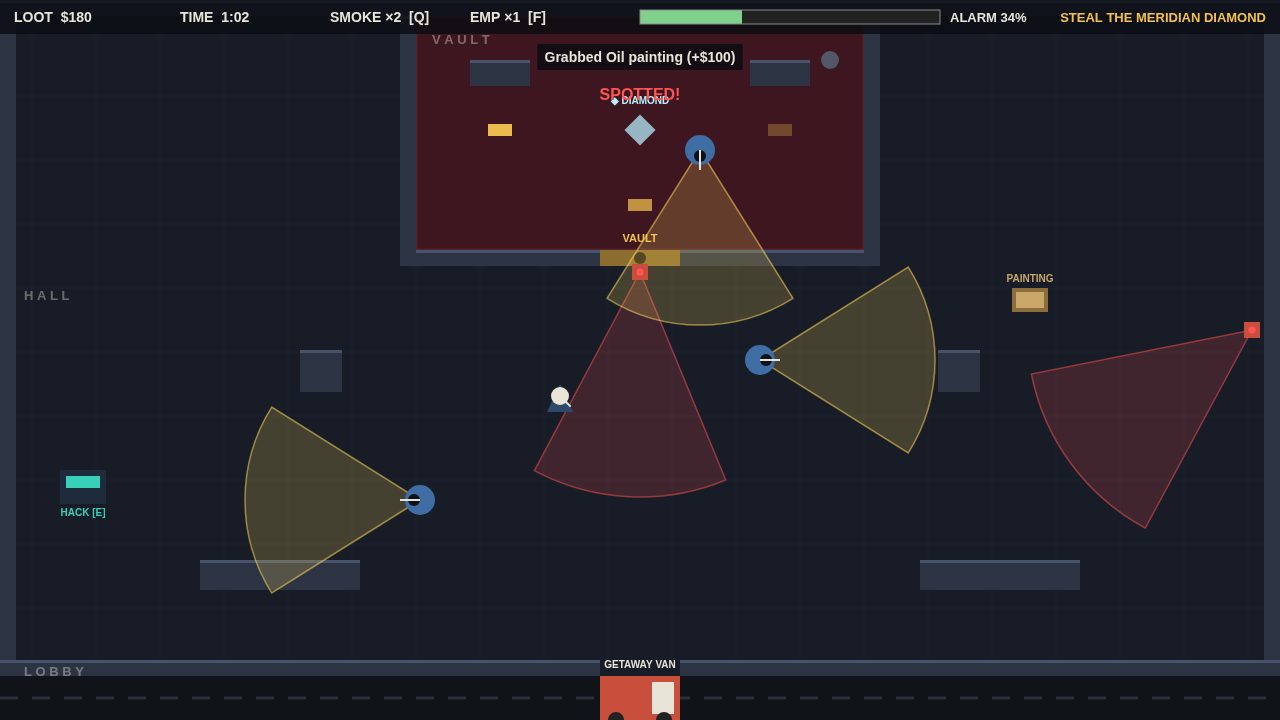 LOOT $180
TIME 1:02
SMOKE ×2 [Q]
EMP ×1 [F]
ALARM 34%
STEAL THE MERIDIAN DIAMOND
VAULT
Grabbed Oil painting (+$100)
SPOTTED!
◆ DIAMOND
VAULT
PAINTING
HALL
HACK [E]
GETAWAY VAN
LOBBY